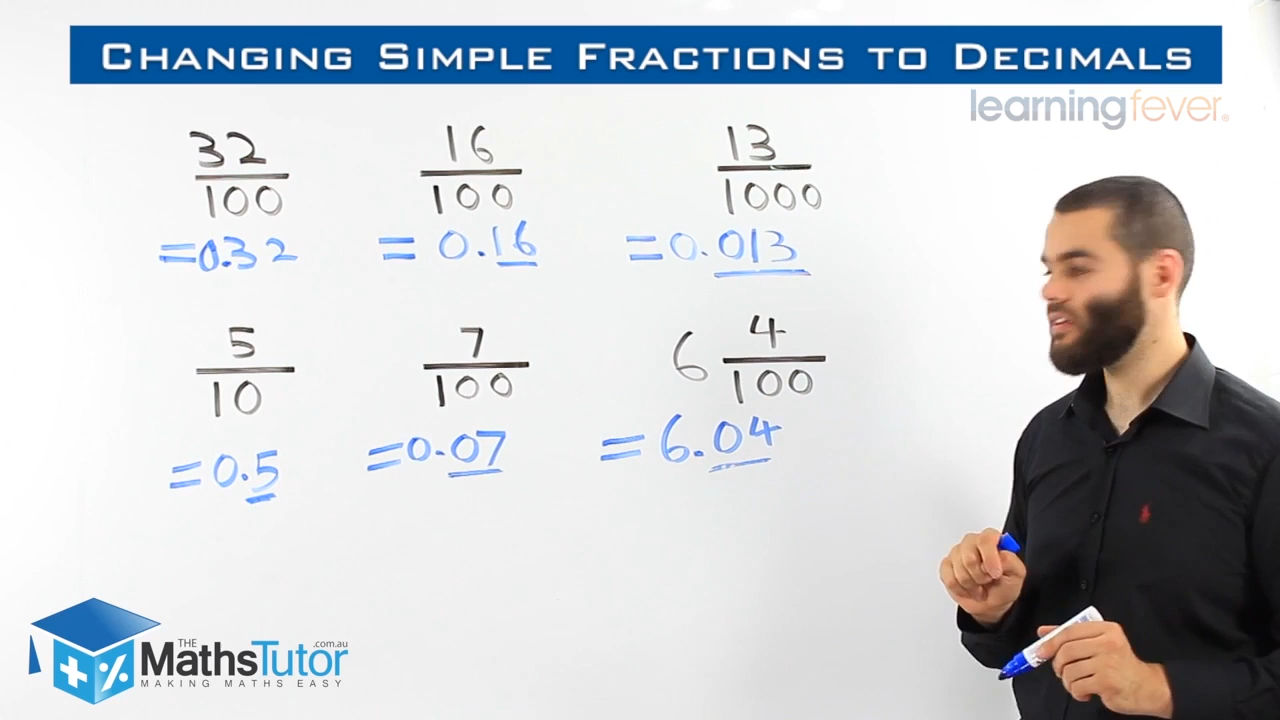 CHANGING SIMPLE FRACTIONS TO DECIMALS
learningfever.®
32/100 16/100 13/1000
=0.32 = 0.16 =0.013
5/10 7/100 6 4/100
=0.5 =0.07 =6.04
THE MathsTutor .com.au
MAKING MATHS EASY